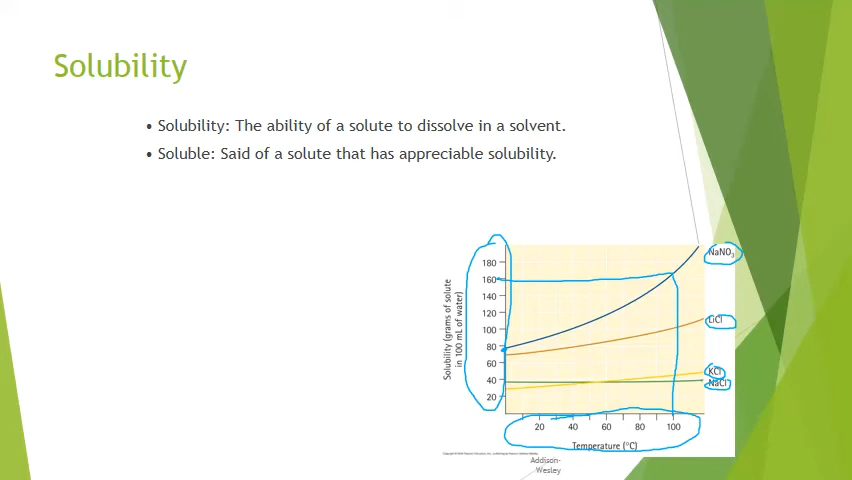 Solubility
• Solubility: The ability of a solute to dissolve in a solvent.
• Soluble: Said of a solute that has appreciable solubility.
Solubility (grams of solute
in 100 mL of water)
180
160
140
120
100
80
60
40
20
NaNO₃
LiCl
KCl
NaCl
20 40 60 80 100
Temperature (°C)
Addison-
Wesley